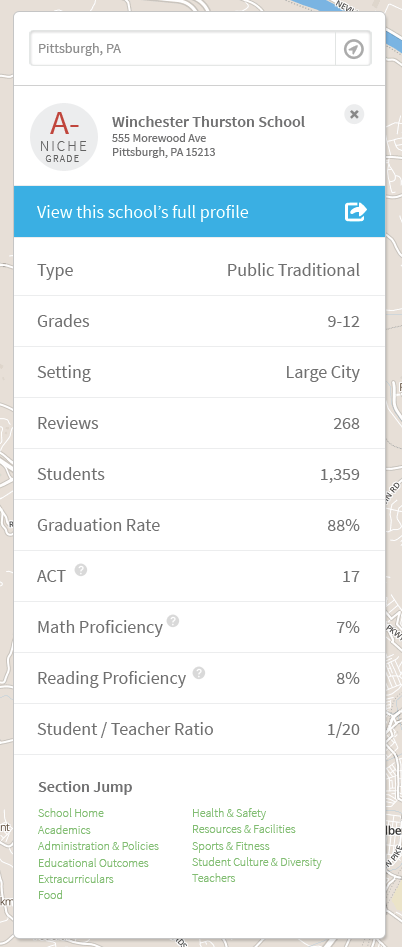 Pittsburgh, PA
A-
NICHE
GRADE
Winchester Thurston School
555 Morewood Ave
Pittsburgh, PA 15213
View this school's full profile
Type Public Traditional
Grades 9-12
Setting Large City
Reviews 268
Students 1,359
Graduation Rate 88%
ACT ? 17
Math Proficiency ? 7%
Reading Proficiency ? 8%
Student / Teacher Ratio 1/20
Section Jump
School Home Health & Safety
Academics Resources & Facilities
Administration & Policies Sports & Fitness
Educational Outcomes Student Culture & Diversity
Extracurriculars Teachers
Food